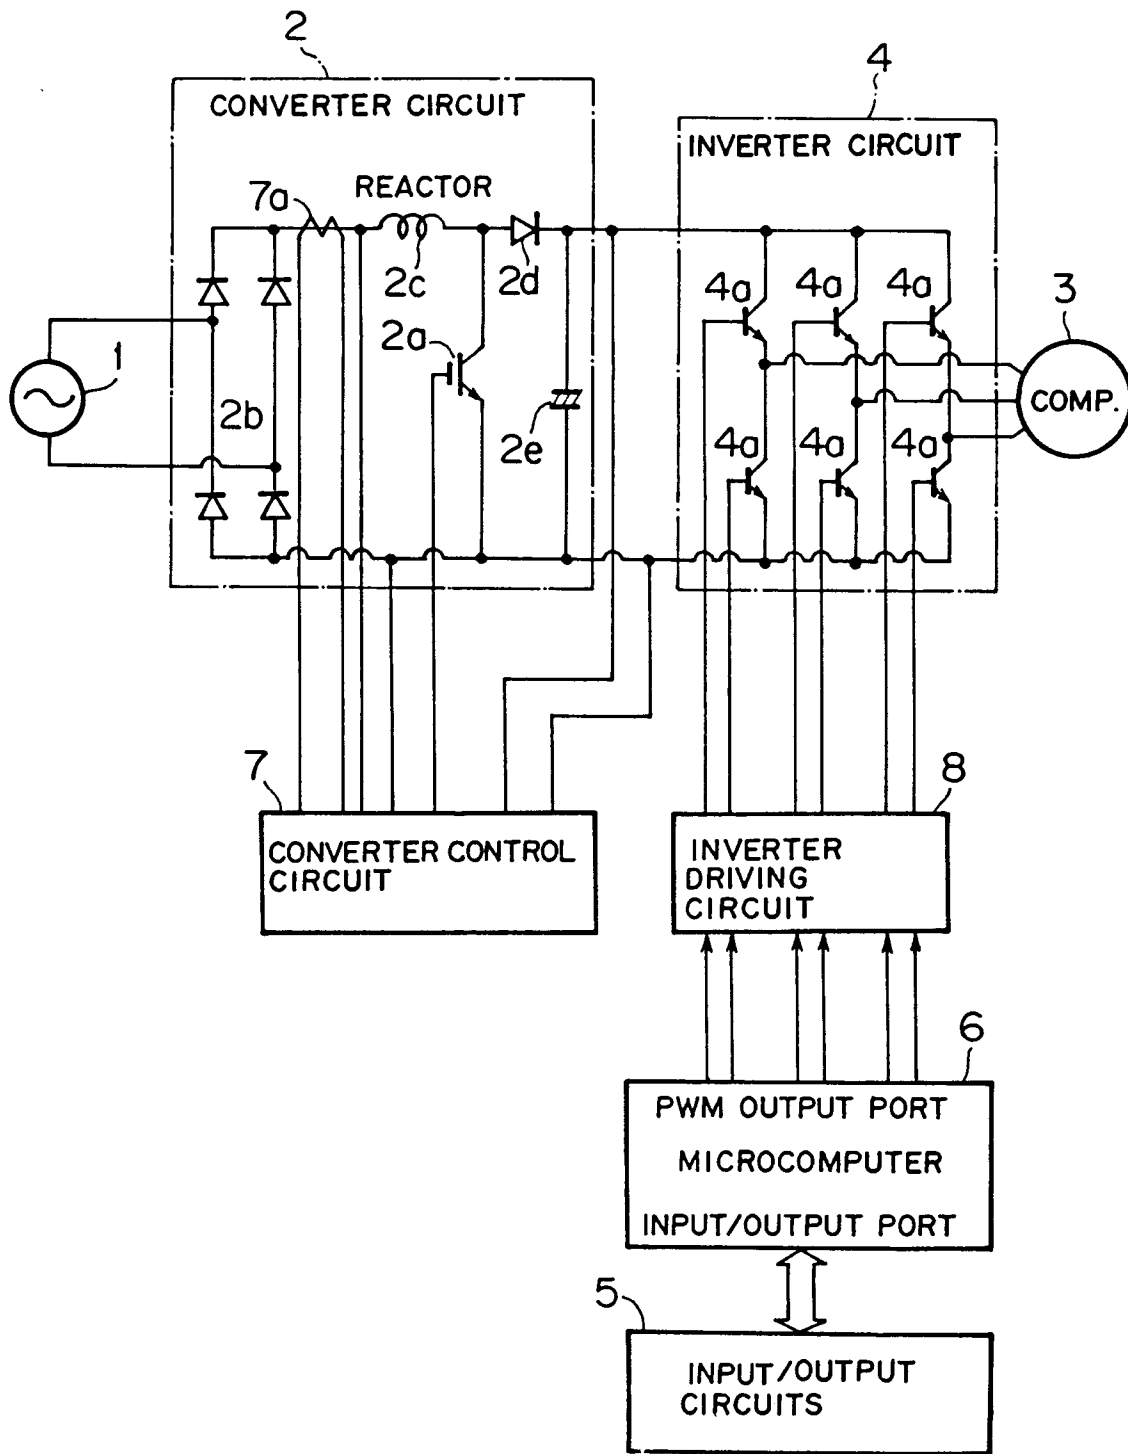 2
4
CONVERTER CIRCUIT
INVERTER CIRCUIT
REACTOR
7a
2c
2d
4a
4a
4a
3
1
2a
COMP.
2b
2e
4a
4a
4a
7
8
CONVERTER CONTROL
CIRCUIT
INVERTER
DRIVING
CIRCUIT
6
PWM OUTPUT PORT
MICROCOMPUTER
INPUT/OUTPUT PORT
5
INPUT/OUTPUT
CIRCUITS